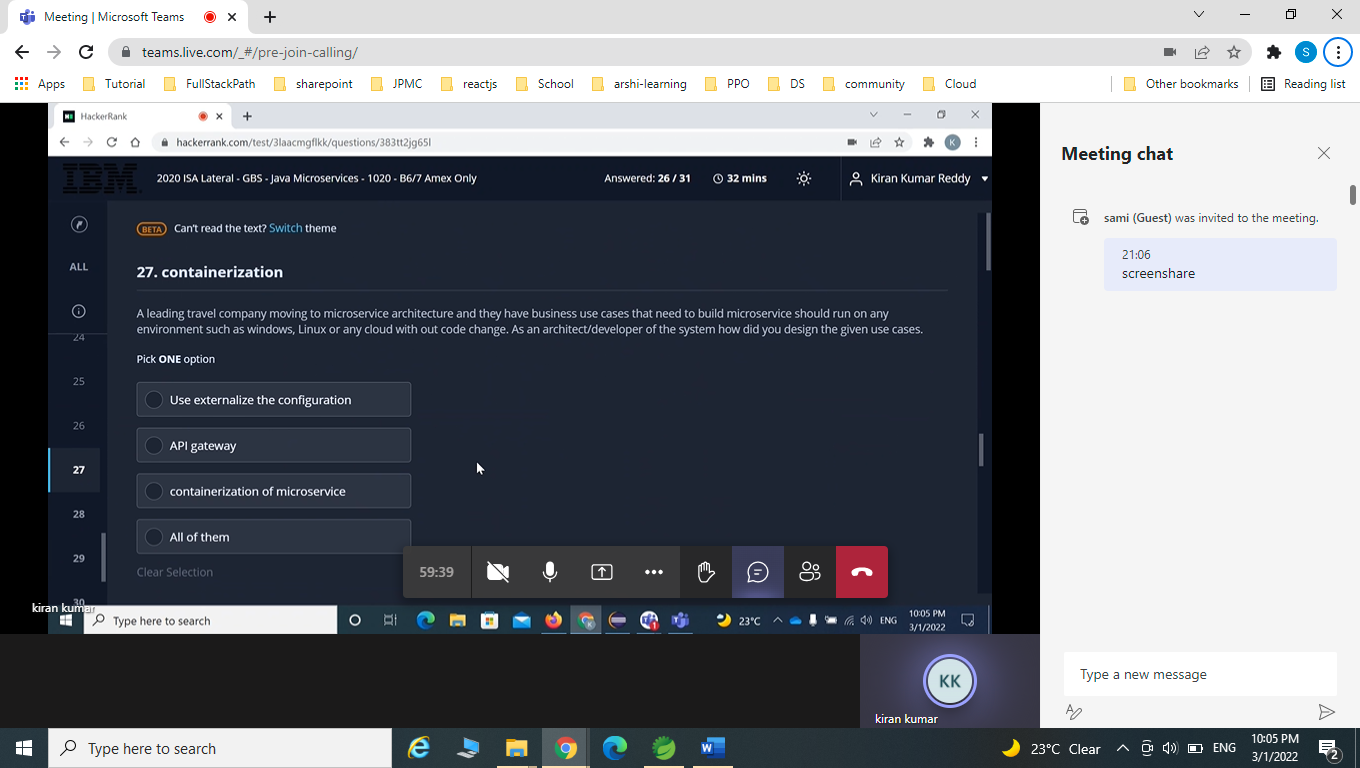 Meeting | Microsoft Teams
teams.live.com/_#/pre-join-calling/
S
Apps
Tutorial
FullStackPath
sharepoint
JPMC
reactjs
School
arshi-learning
PPO
DS
community
Cloud
Other bookmarks
Reading list
HackerRank
hackerrank.com/test/3laacmgflkk/questions/383tt2jg65l
K
IBM
2020 ISA Lateral - GBS - Java Microservices - 1020 - B6/7 Amex Only
Answered: 26 / 31
32 mins
Kiran Kumar Reddy
BETA Can't read the text? Switch theme
ALL
24
25
26
27
28
29
30
27. containerization
A leading travel company moving to microservice architecture and they have business use cases that need to build microservice should run on any
environment such as windows, Linux or any cloud with out code change. As an architect/developer of the system how did you design the given use cases.
Pick ONE option
Use externalize the configuration
API gateway
containerization of microservice
All of them
Clear Selection
59:39
kiran kumar
Type here to search
23°C
ENG
10:05 PM
3/1/2022
KK
kiran kumar
Meeting chat
sami (Guest) was invited to the meeting.
21:06
screenshare
Type a new message
Type here to search
23°C Clear
ENG
10:05 PM
3/1/2022
2